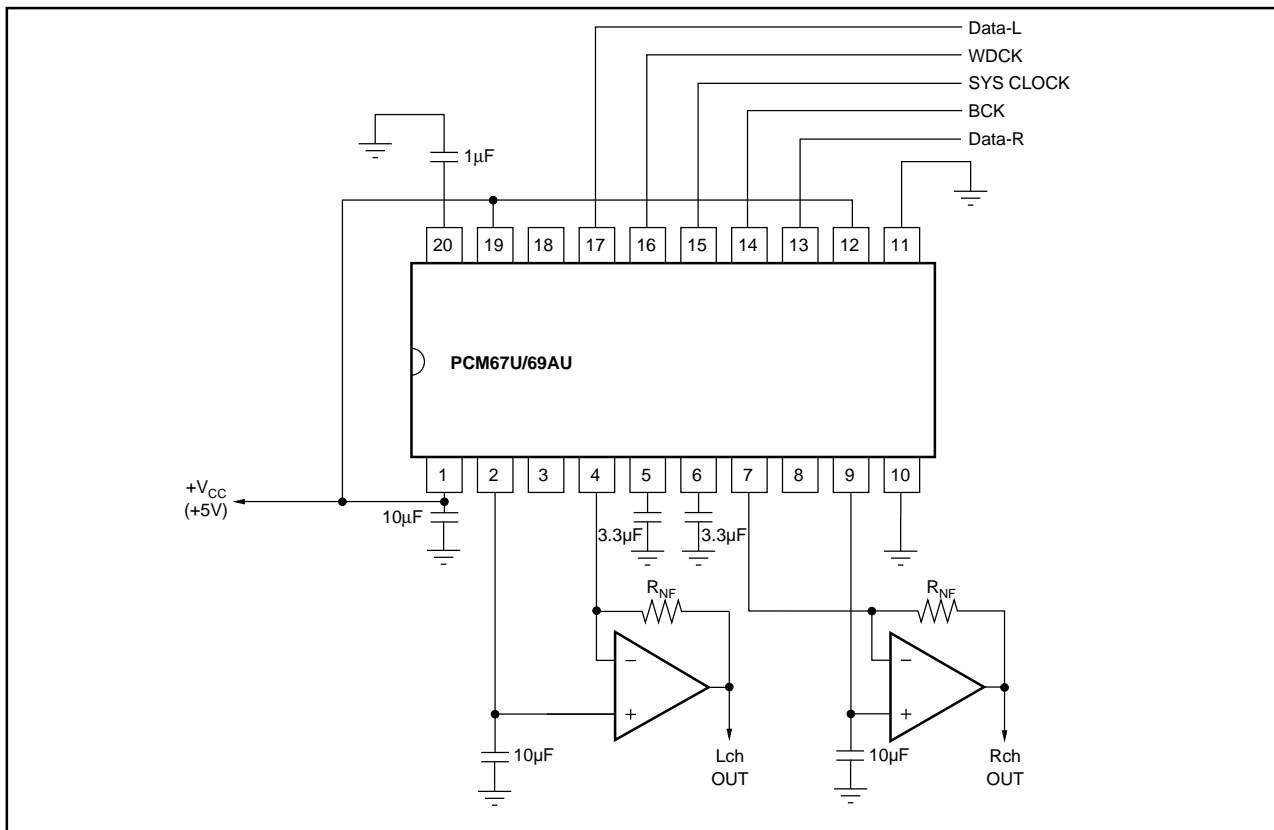 Data-L
WDCK
SYS CLOCK
BCK
Data-R
1μF
20 19 18 17 16 15 14 13 12 11
PCM67U/69AU
1 2 3 4 5 6 7 8 9 10
+VCC
(+5V)
10μF
3.3μF
3.3μF
RNF
RNF
−
+
−
+
10μF
10μF
Lch
OUT
Rch
OUT